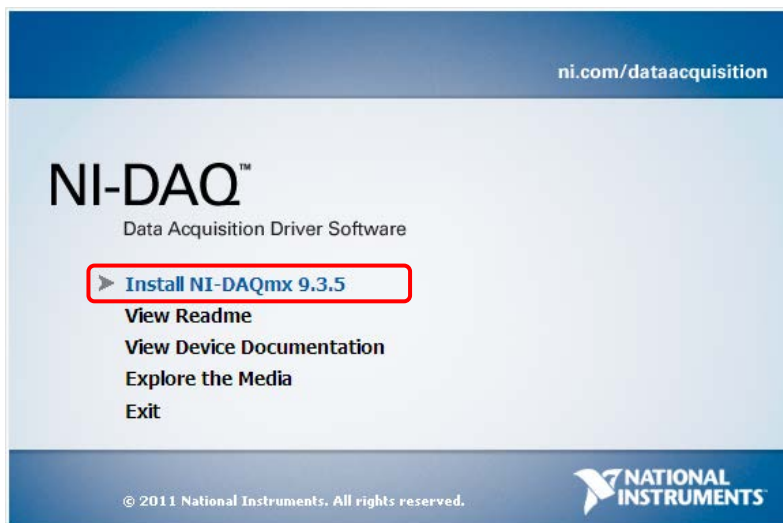 ni.com/dataacquisition
NI-DAQ™
Data Acquisition Driver Software
Install NI-DAQmx 9.3.5
View Readme
View Device Documentation
Explore the Media
Exit
© 2011 National Instruments. All rights reserved.
NATIONAL
INSTRUMENTS